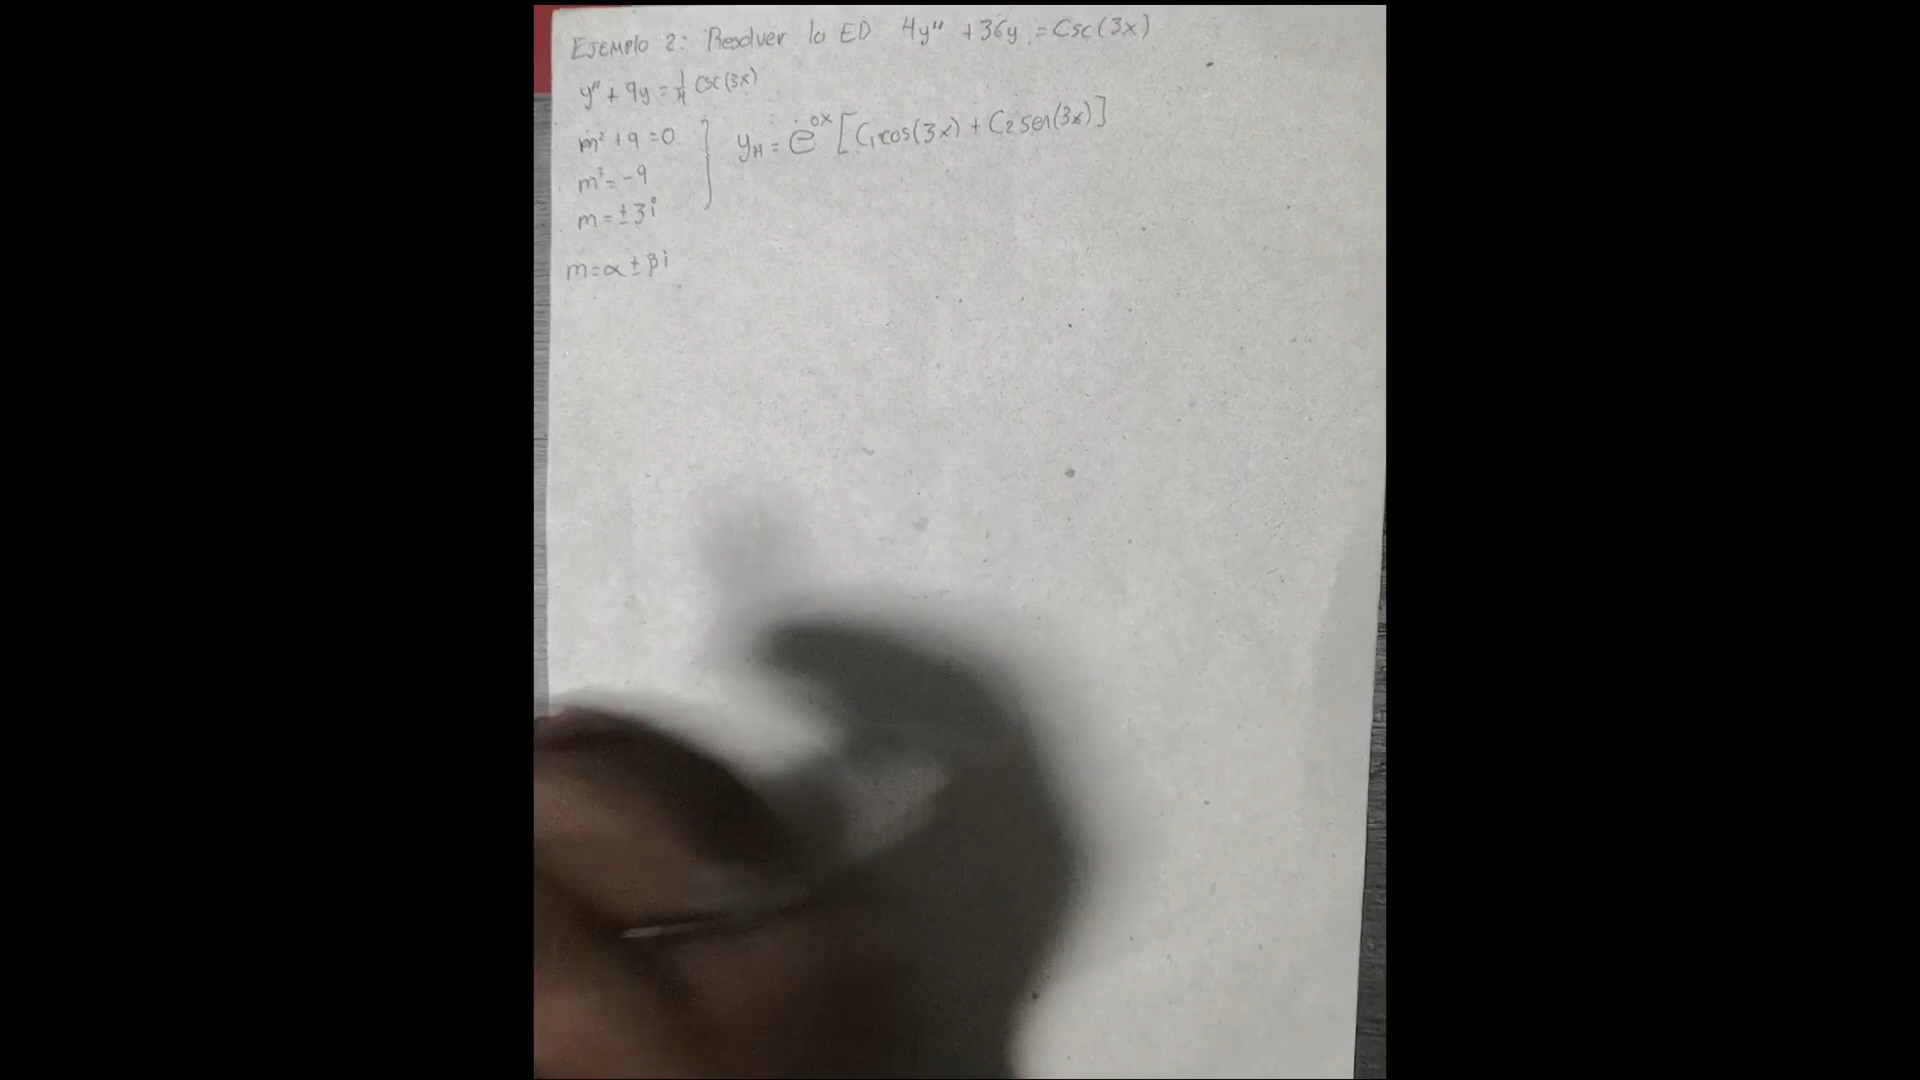 EJEMPlo 2: Resolver la ED 4y'' + 36y = Csc(3x)
y'' + 9y = 1/4 Csc(3x)
m² + 9 = 0 } y_H = e^{0x} [C₁cos(3x) + C₂sen(3x)]
m² = -9
m = ±3i
m = α ± βi